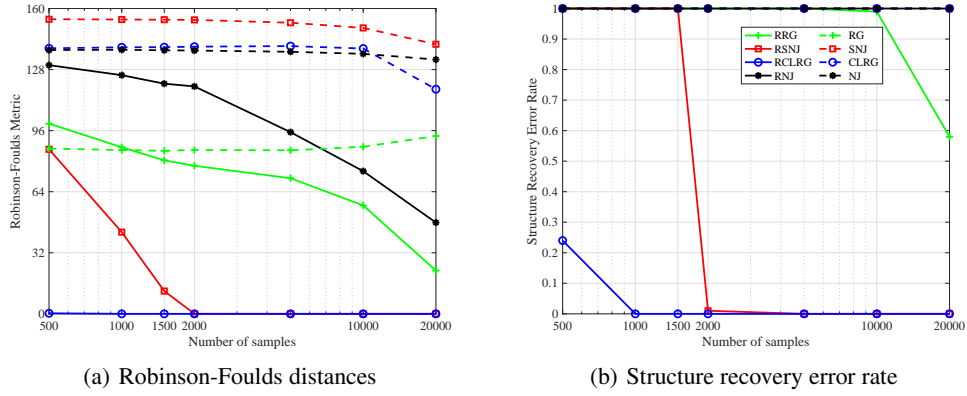 160
128
96
64
32
0
Robinson-Foulds Metric
500 1000 1500 2000 10000 20000
Number of samples
(a) Robinson-Foulds distances
1
0.9
0.8
0.7
0.6
0.5
0.4
0.3
0.2
0.1
0
Structure Recovery Error Rate
RRG RG
RSNJ SNJ
RCLRG CLRG
RNJ NJ
500 1000 1500 2000 10000 20000
Number of samples
(b) Structure recovery error rate